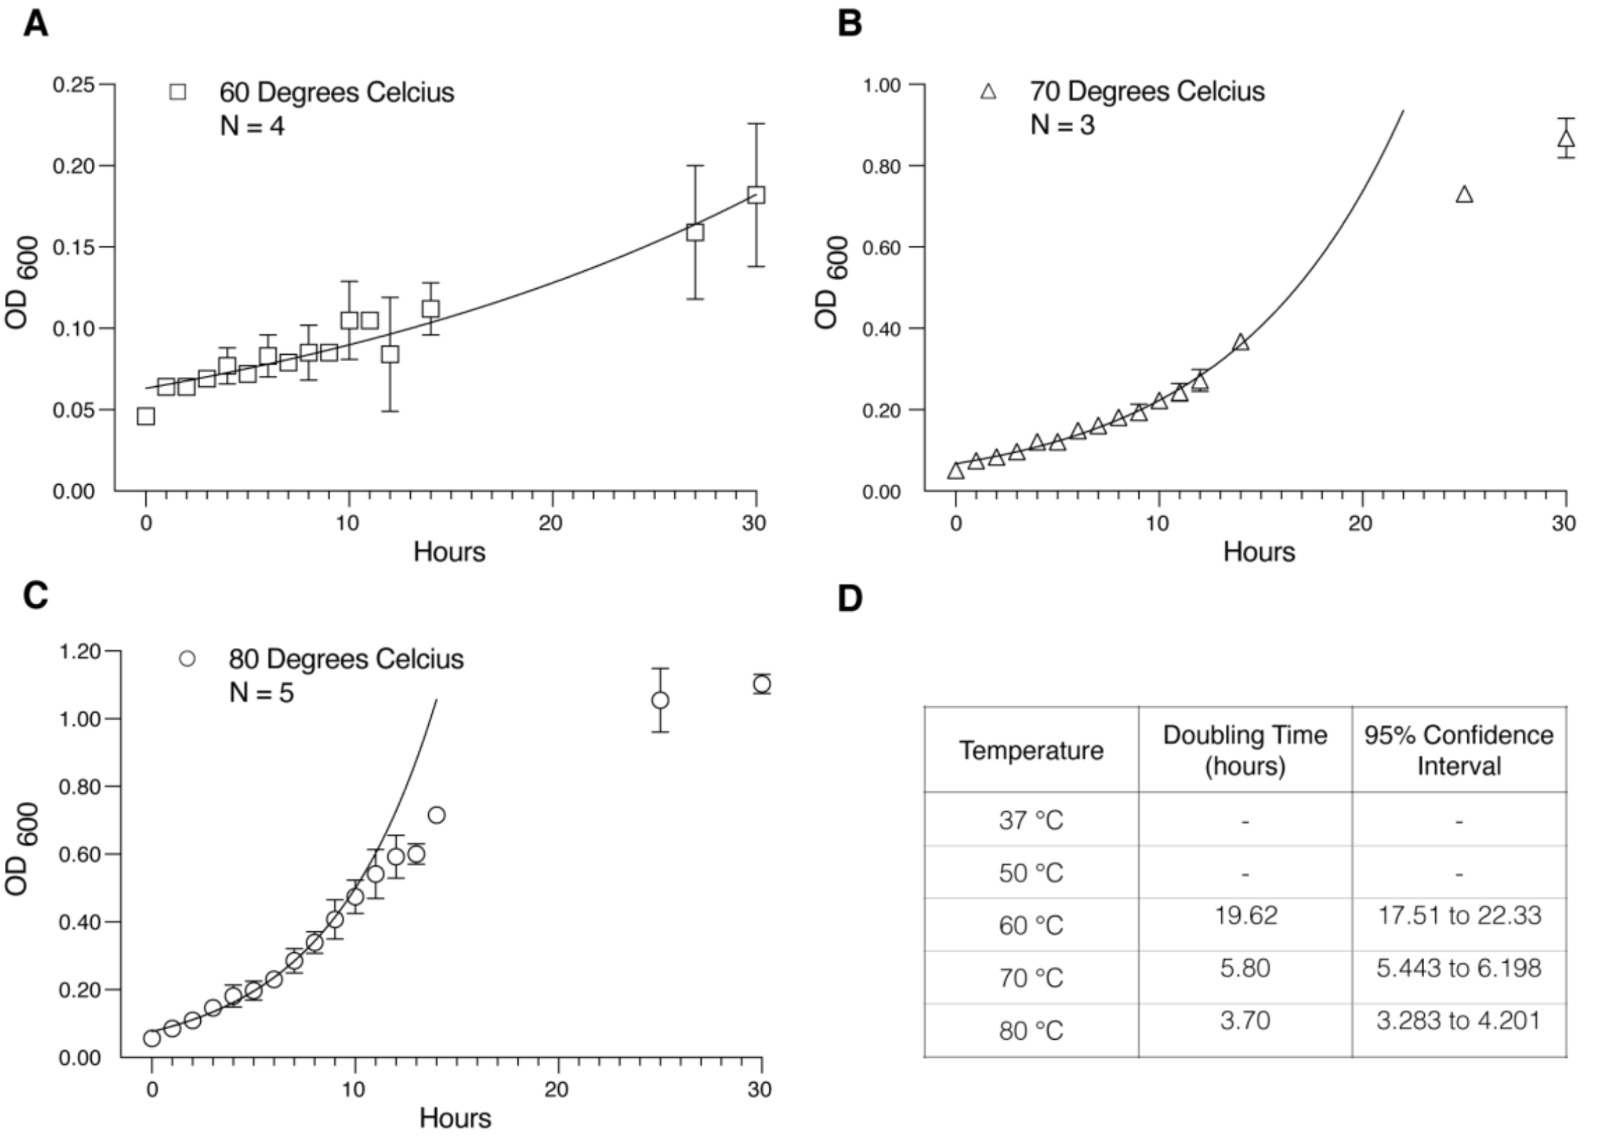 A
60 Degrees Celcius
N = 4
0.25
0.20
0.15
0.10
0.05
0.00
OD 600
0 10 20 30
Hours
B
70 Degrees Celcius
N = 3
1.00
0.80
0.60
0.40
0.20
0.00
OD 600
0 10 20 30
Hours
C
80 Degrees Celcius
N = 5
1.20
1.00
0.80
0.60
0.40
0.20
0.00
OD 600
0 10 20 30
Hours
D
Temperature Doubling Time (hours) 95% Confidence Interval
37 °C - -
50 °C - -
60 °C 19.62 17.51 to 22.33
70 °C 5.80 5.443 to 6.198
80 °C 3.70 3.283 to 4.201